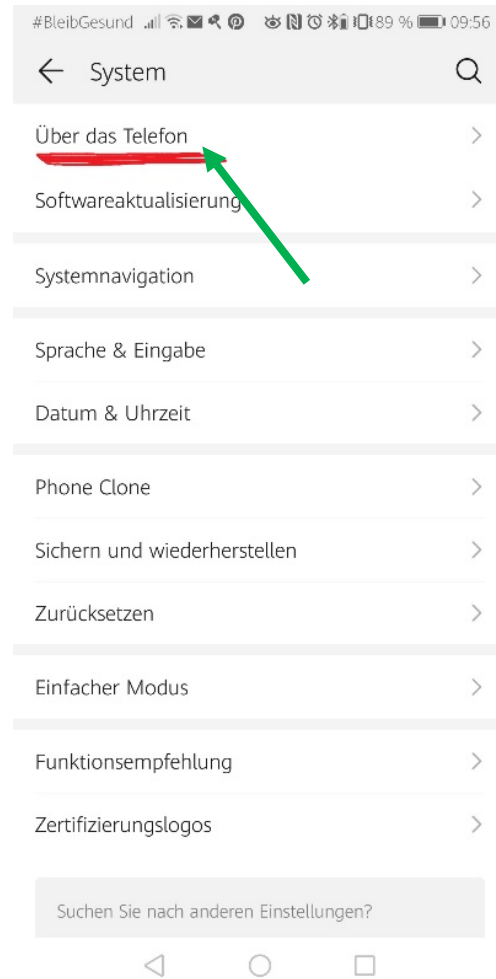 #BleibGesund 89 % 09:56
System
Über das Telefon
Softwareaktualisierung
Systemnavigation
Sprache & Eingabe
Datum & Uhrzeit
Phone Clone
Sichern und wiederherstellen
Zurücksetzen
Einfacher Modus
Funktionsempfehlung
Zertifizierungslogos
Suchen Sie nach anderen Einstellungen?